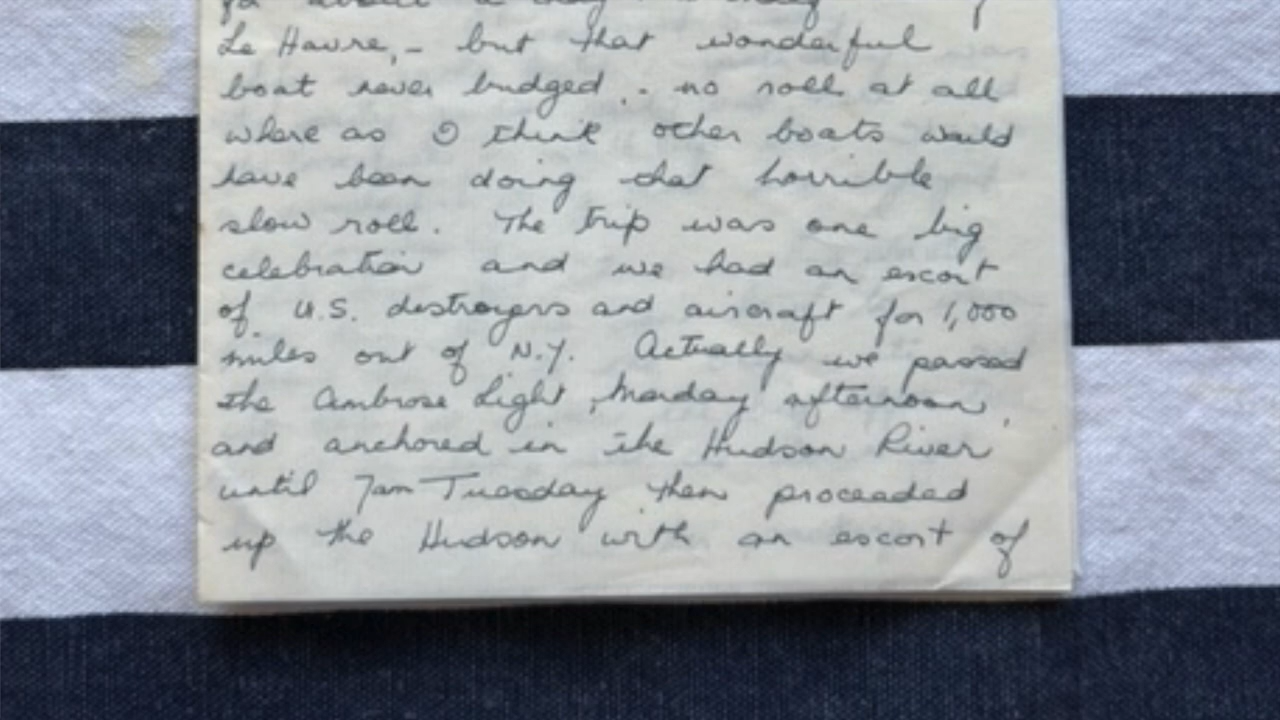 for about a day
Le Havre, - but that wonderful
boat never budged. - no roll at all
where as I think other boats would
have been doing that horrible
slow roll. The trip was one big
celebration and we had an escort
of U.S. destroyers and aircraft for 1,000
miles out of N.Y. Actually we passed
the Ambrose Light, Monday afternoon,
and anchored in the Hudson River
until 7am Tuesday then proceeded
up the Hudson with an escort of